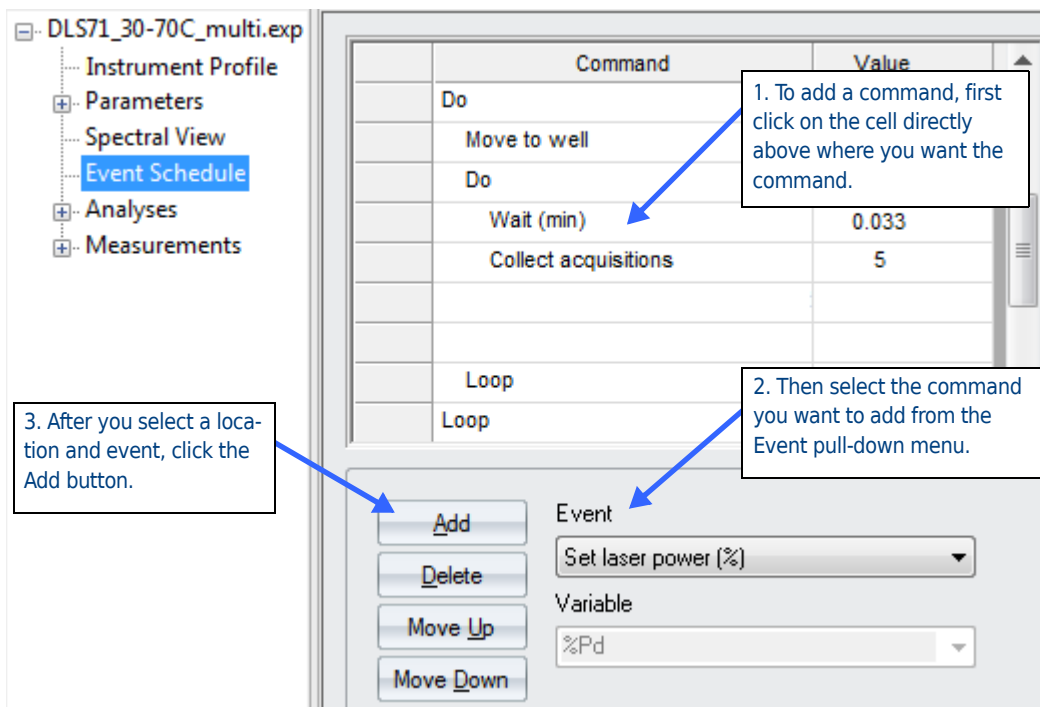 DLS71_30-70C_multi.exp
Instrument Profile
Parameters
Spectral View
Event Schedule
Analyses
Measurements
Command Value
Do
Move to well
Do
Wait (min) 0.033
Collect acquisitions 5
Loop
Loop
1. To add a command, first
click on the cell directly
above where you want the
command.
2. Then select the command
you want to add from the
Event pull-down menu.
3. After you select a loca-
tion and event, click the
Add button.
Add
Delete
Move Up
Move Down
Event
Set laser power (%)
Variable
%Pd